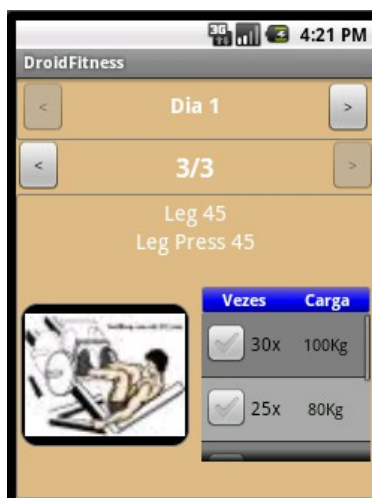 3G 4:21 PM
DroidFitness
< Dia 1 >
< 3/3 >
Leg 45
Leg Press 45
Vezes Carga
30x 100Kg
25x 80Kg